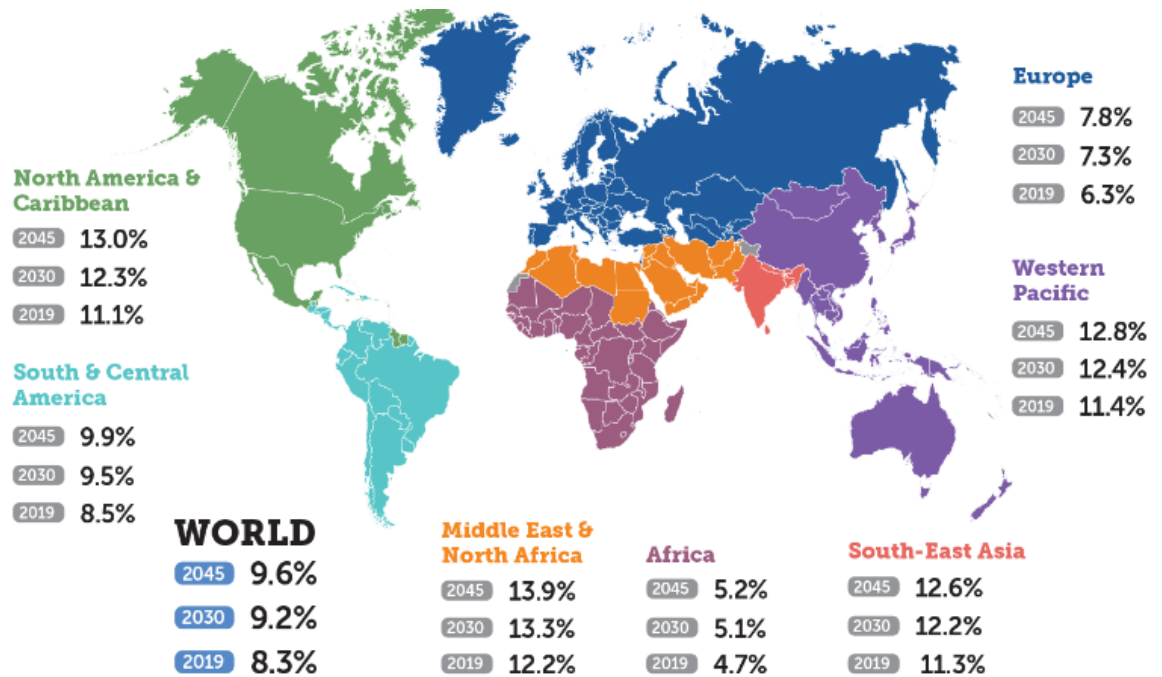 Europe
2045 7.8%
2030 7.3%
2019 6.3%
North America &
Caribbean
2045 13.0%
2030 12.3%
2019 11.1%
Western
Pacific
2045 12.8%
2030 12.4%
2019 11.4%
South & Central
America
2045 9.9%
2030 9.5%
2019 8.5%
WORLD
2045 9.6%
2030 9.2%
2019 8.3%
Middle East &
North Africa
2045 13.9%
2030 13.3%
2019 12.2%
Africa
2045 5.2%
2030 5.1%
2019 4.7%
South-East Asia
2045 12.6%
2030 12.2%
2019 11.3%